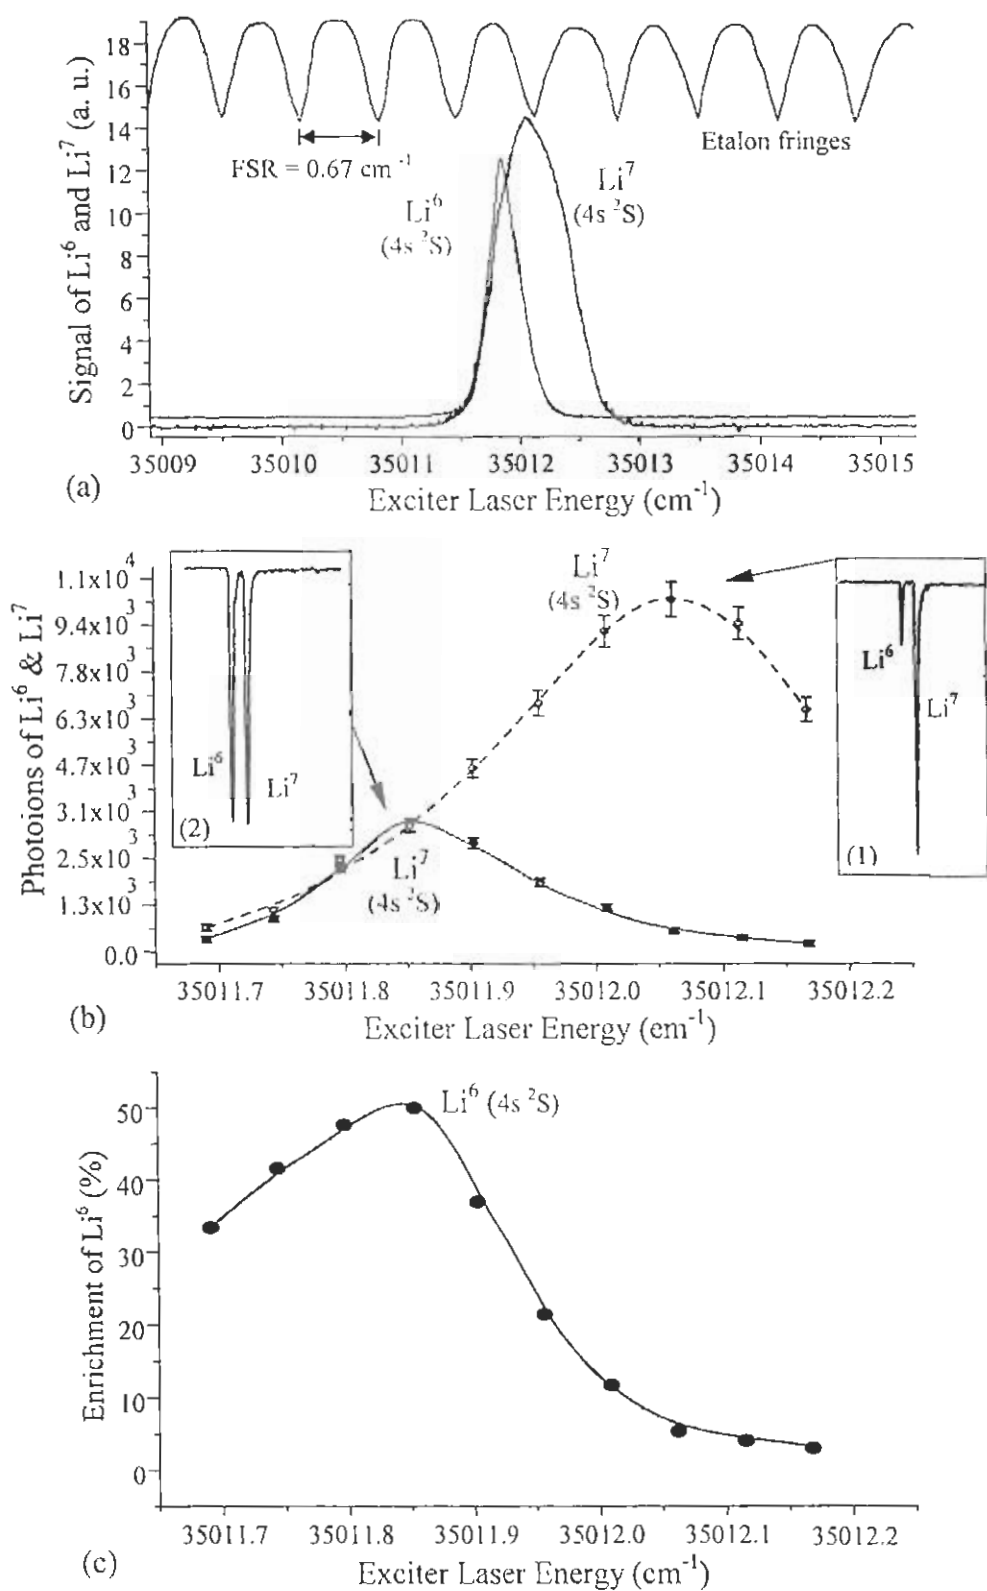 18
16
14
12
10
8
6
4
2
0
Signal of Li⁶ and Li⁷ (a. u.)
FSR = 0.67 cm⁻¹
Etalon fringes
Li⁶
(4s ²S)
Li⁷
(4s ²S)
35009 35010 35011 35012 35013 35014 35015
(a) Exciter Laser Energy (cm⁻¹)
1.1x10⁴
9.4x10³
7.8x10³
6.3x10³
4.7x10³
3.1x10³
2.5x10³
1.3x10³
0.0
Photoions of Li⁶ & Li⁷
Li⁶
Li⁷
(2)
Li⁷
(4s ²S)
Li⁷
(4s ²S)
Li⁶
Li⁷
(1)
35011.7 35011.8 35011.9 35012.0 35012.1 35012.2
(b) Exciter Laser Energy (em⁻¹)
50
40
30
20
10
0
Enrichment of Li⁶ (%)
Li⁶ (4s ²S)
35011.7 35011.8 35011.9 35012.0 35012.1 35012.2
(c) Exciter Laser Energy (cm⁻¹)